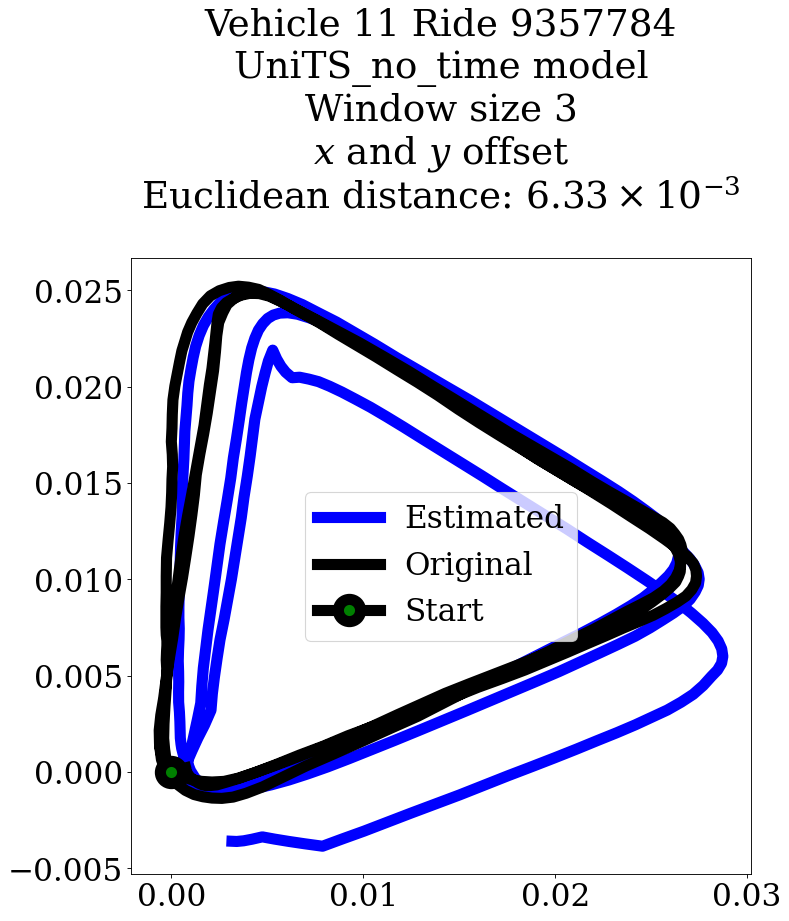 Vehicle 11 Ride 9357784
UniTS_no_time model
Window size 3
x and y offset
Euclidean distance: 6.33 × 10⁻³
0.025
0.020
0.015
0.010
0.005
0.000
−0.005
Estimated
Original
Start
0.00 0.01 0.02 0.03